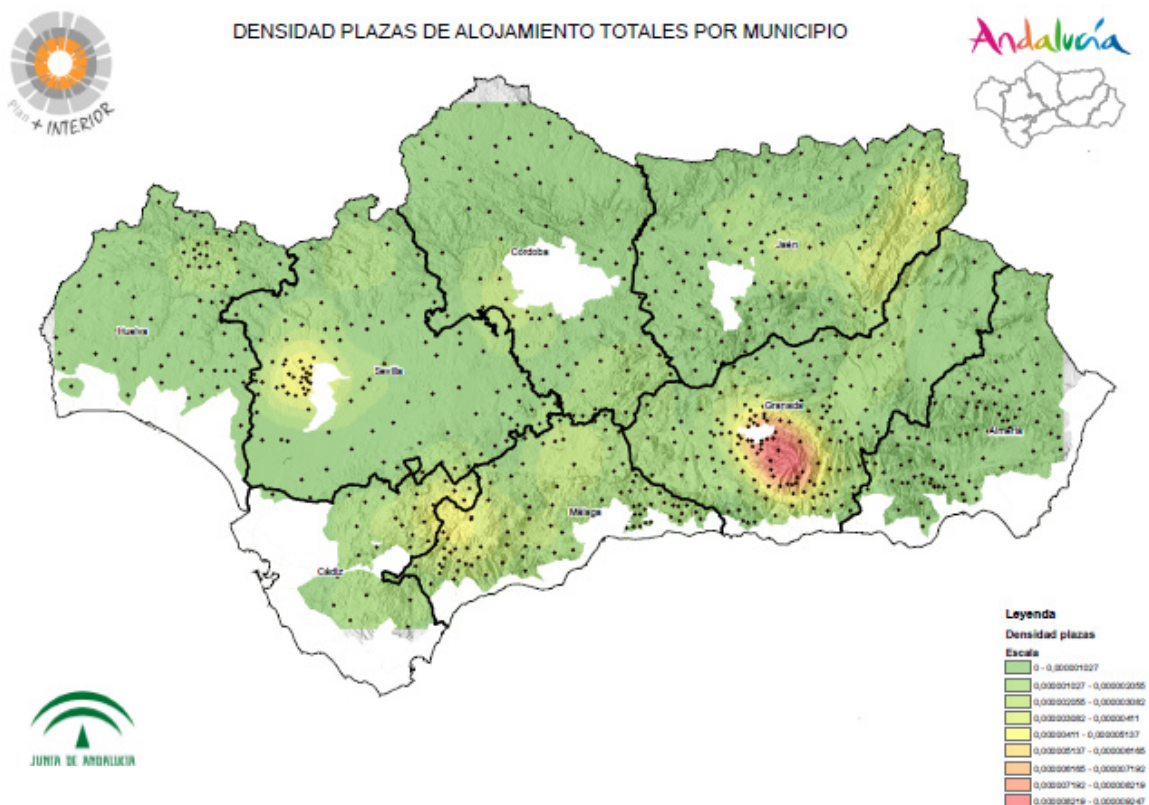 DENSIDAD PLAZAS DE ALOJAMIENTO TOTALES POR MUNICIPIO
Andalucía
Plan + INTERIOR
Córdoba
Jaén
Huelva
Sevilla
Granada
Almería
Málaga
Cádiz
JUNTA DE ANDALUCIA
Leyenda
Densidad plazas
Escala
0 - 0,000001027
0,000001027 - 0,000002055
0,000002055 - 0,000003082
0,000003082 - 0,00000411
0,00000411 - 0,000005137
0,000005137 - 0,000006165
0,000006165 - 0,000007192
0,000007192 - 0,000008219
0,000008219 - 0,000009247